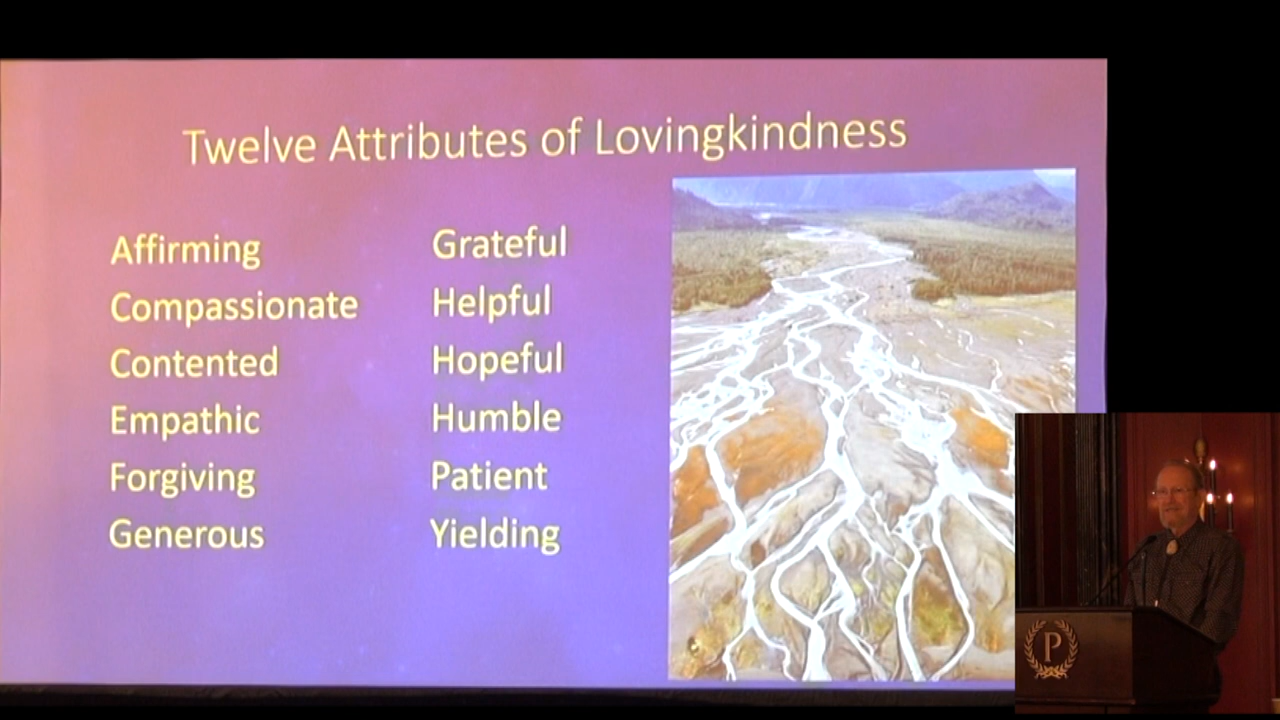 Twelve Attributes of Lovingkindness
Affirming
Compassionate
Contented
Empathic
Forgiving
Generous
Grateful
Helpful
Hopeful
Humble
Patient
Yielding
P